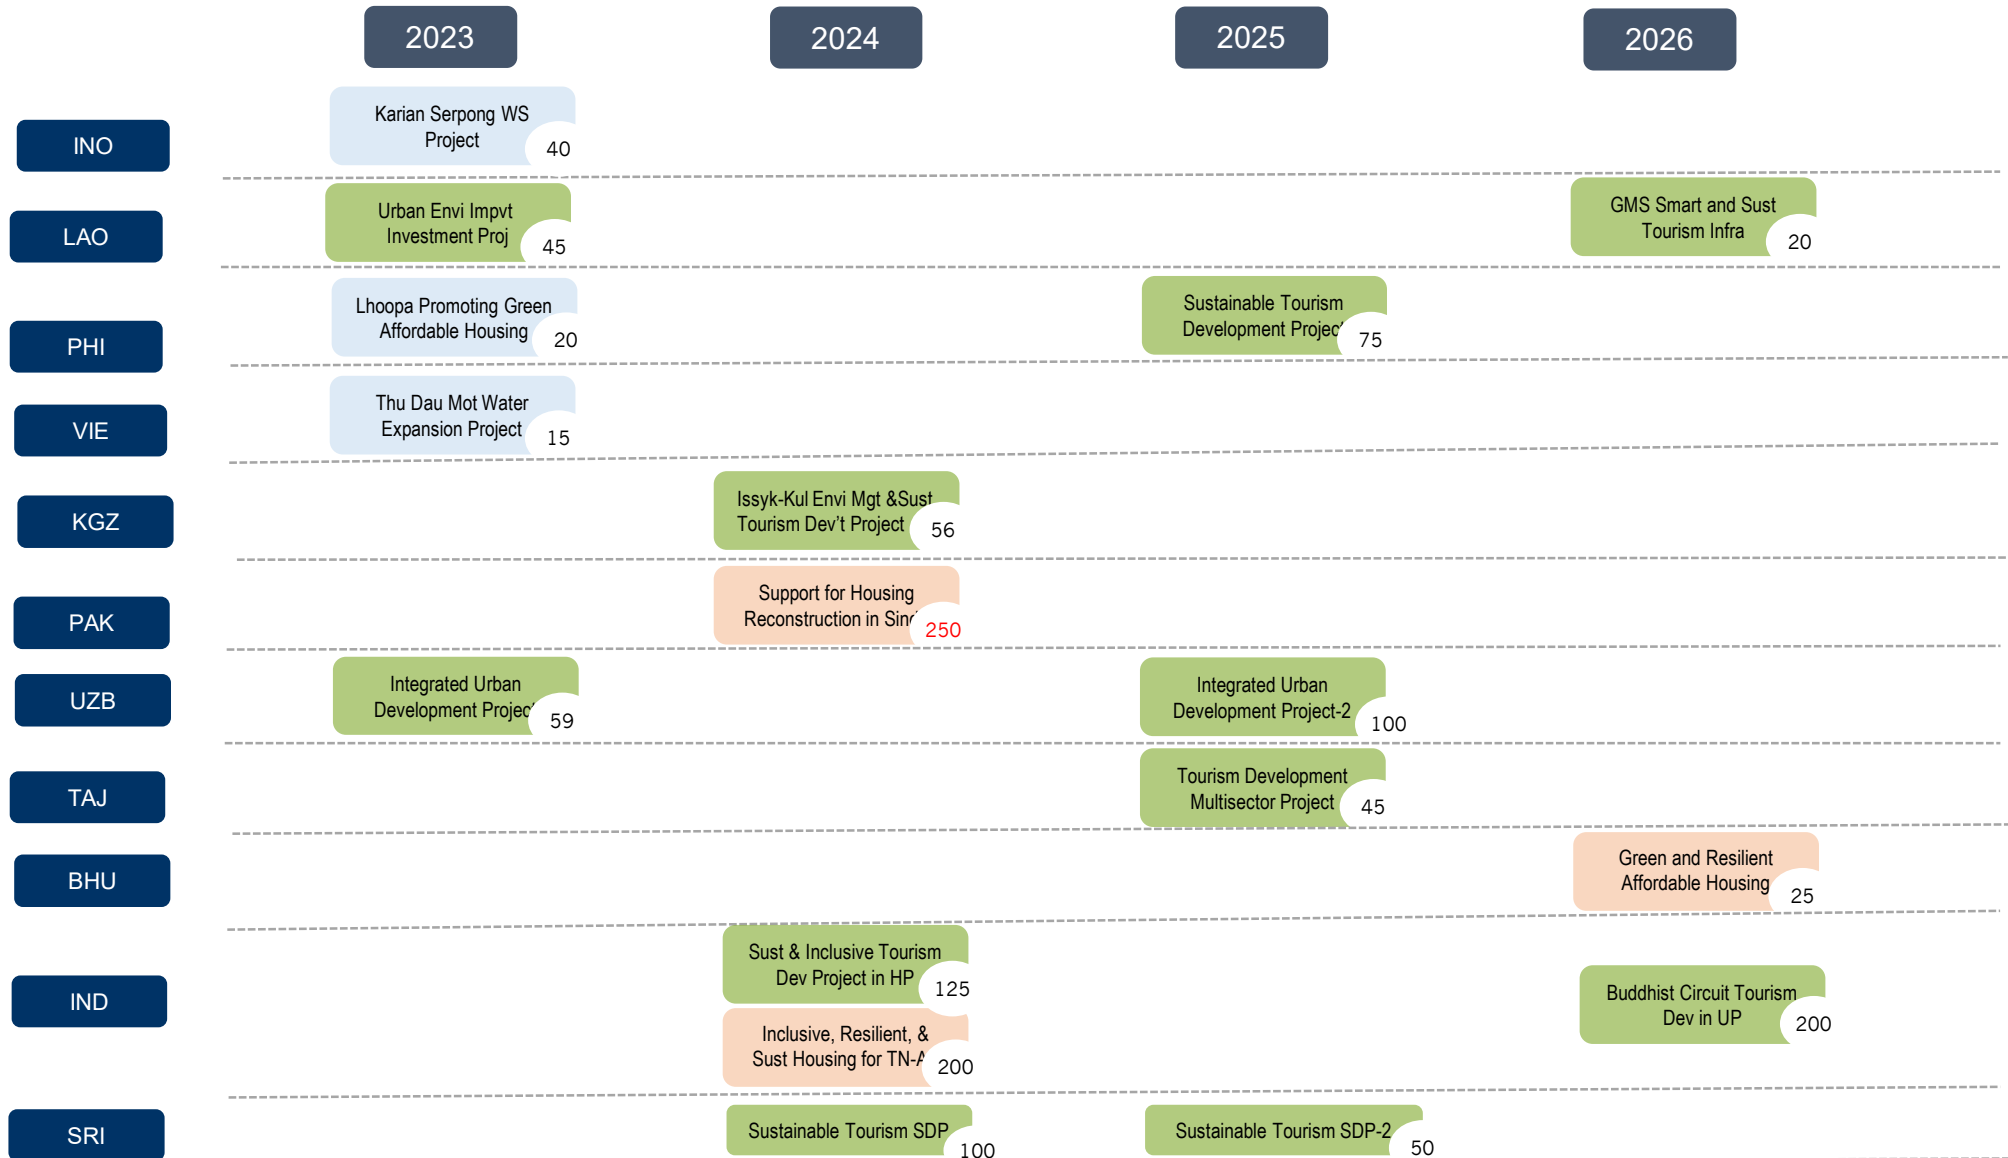 2023
2024
2025
2026
INO
Karian Serpong WS
Project
40
LAO
Urban Envi Impvt
Investment Proj
45
GMS Smart and Sust
Tourism Infra
20
PHI
Lhoopa Promoting Green
Affordable Housing
20
Sustainable Tourism
Development Project
75
VIE
Thu Dau Mot Water
Expansion Project
15
KGZ
Issyk-Kul Envi Mgt &Sust
Tourism Dev’t Project
56
PAK
Support for Housing
Reconstruction in
250
UZB
Integrated Urban
Development Project
59
Integrated Urban
Development Project-2
100
TAJ
Tourism Development
Multisector Project
45
BHU
Green and Resilient
Affordable Housing
25
IND
Sust & Inclusive Tourism
Dev Project in HP
125
Inclusive, Resilient, &
Sust Housing for
200
Buddhist Circuit Tourism
Dev in UP
200
SRI
Sustainable Tourism SDP
100
Sustainable Tourism SDP-2
50